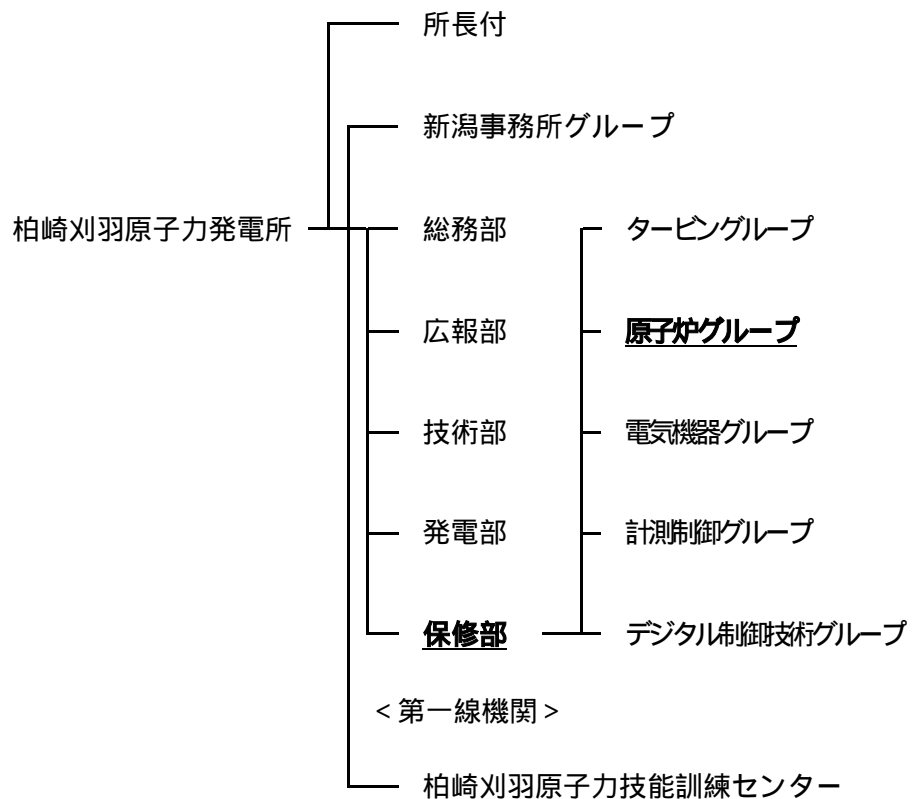 所長付
新潟事務所グループ
柏崎刈羽原子力発電所
総務部
タービングループ
広報部
原子炉グループ
技術部
電気機器グループ
発電部
計測制御グループ
保修部
デジタル制御技術グループ
<第一線機関>
柏崎刈羽原子力技能訓練センター